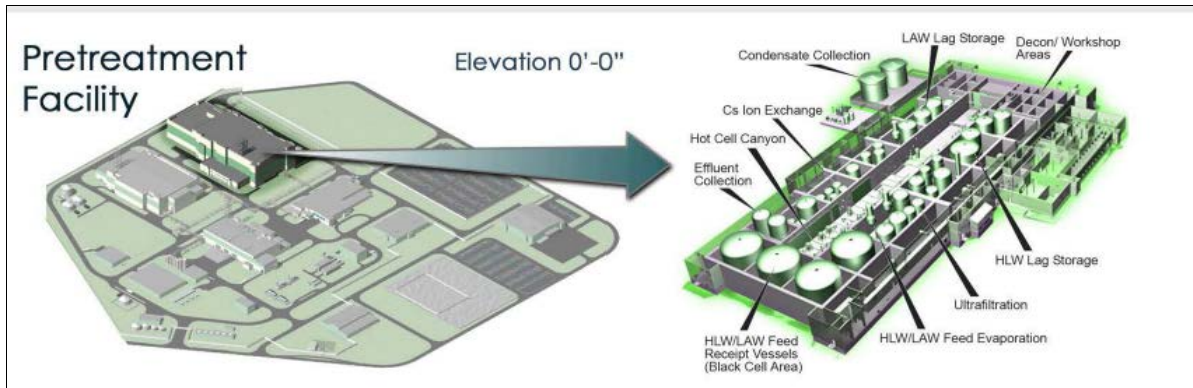 Pretreatment
Facility
Elevation 0'-0"
LAW Lag Storage
Condensate Collection
Decon/ Workshop
Areas
Cs Ion Exchange
Hot Cell Canyon
Effluent
Collection
HLW Lag Storage
Ultrafiltration
HLW/LAW Feed Evaporation
HLW/LAW Feed
Receipt Vessels
(Black Cell Area)